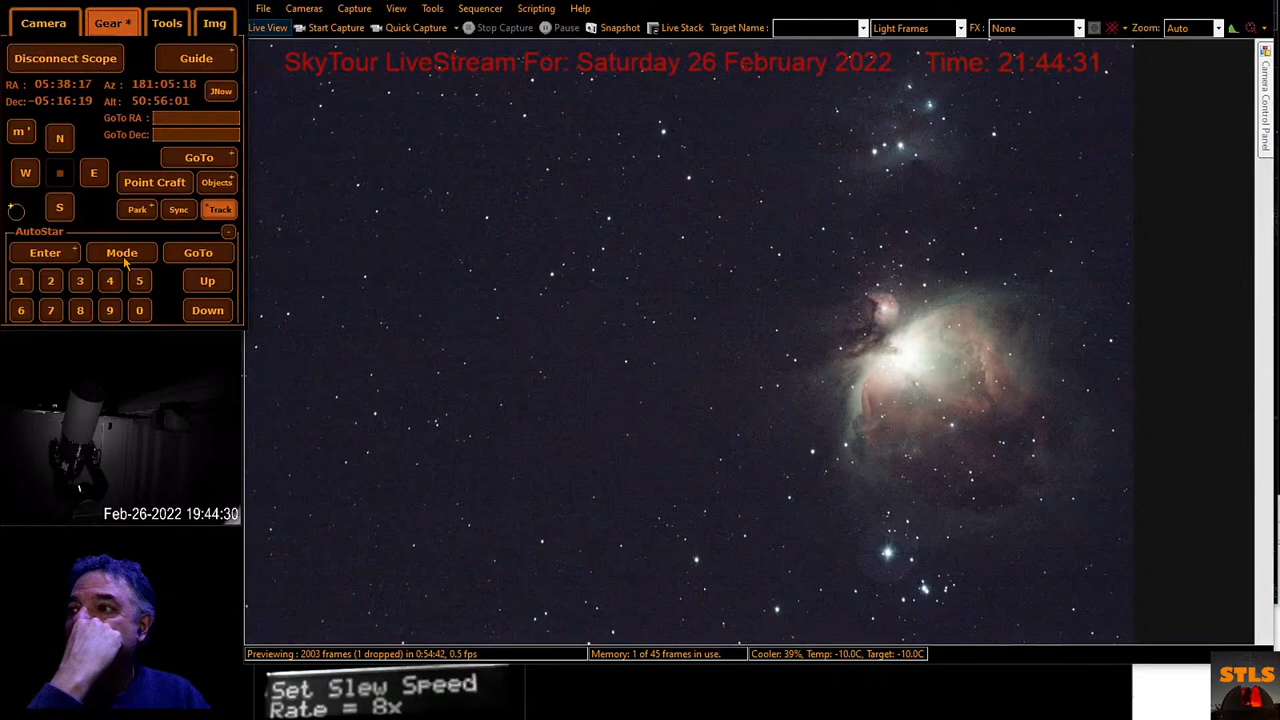 Camera Gear * Tools Img
Disconnect Scope Guide +
RA : 05:38:17 Az : 181:05:18
Dec: -05:16:19 Alt: 50:56:01
JNow
GoTo RA :
GoTo Dec:
m '
N
GoTo +
W E
Point Craft Objects +
S
Park + Sync Track
AutoStar -
Enter + Mode GoTo
1 2 3 4 5 Up
6 7 8 9 0 Down
Feb-26-2022 19:44:30
File Cameras Capture View Tools Sequencer Scripting Help
Live View Start Capture Quick Capture Stop Capture Pause Snapshot Live Stack Target Name : Light Frames FX : None Zoom: Auto
SkyTour LiveStream For: Saturday 26 February 2022 Time: 21:44:31
Camera Control Panel
Previewing : 2003 frames (1 dropped) in 0:54:42, 0.5 fps Memory: 1 of 45 frames in use. Cooler: 39%, Temp: -10.0C, Target: -10.0C
Set Slew Speed
Rate = 8x
STLS